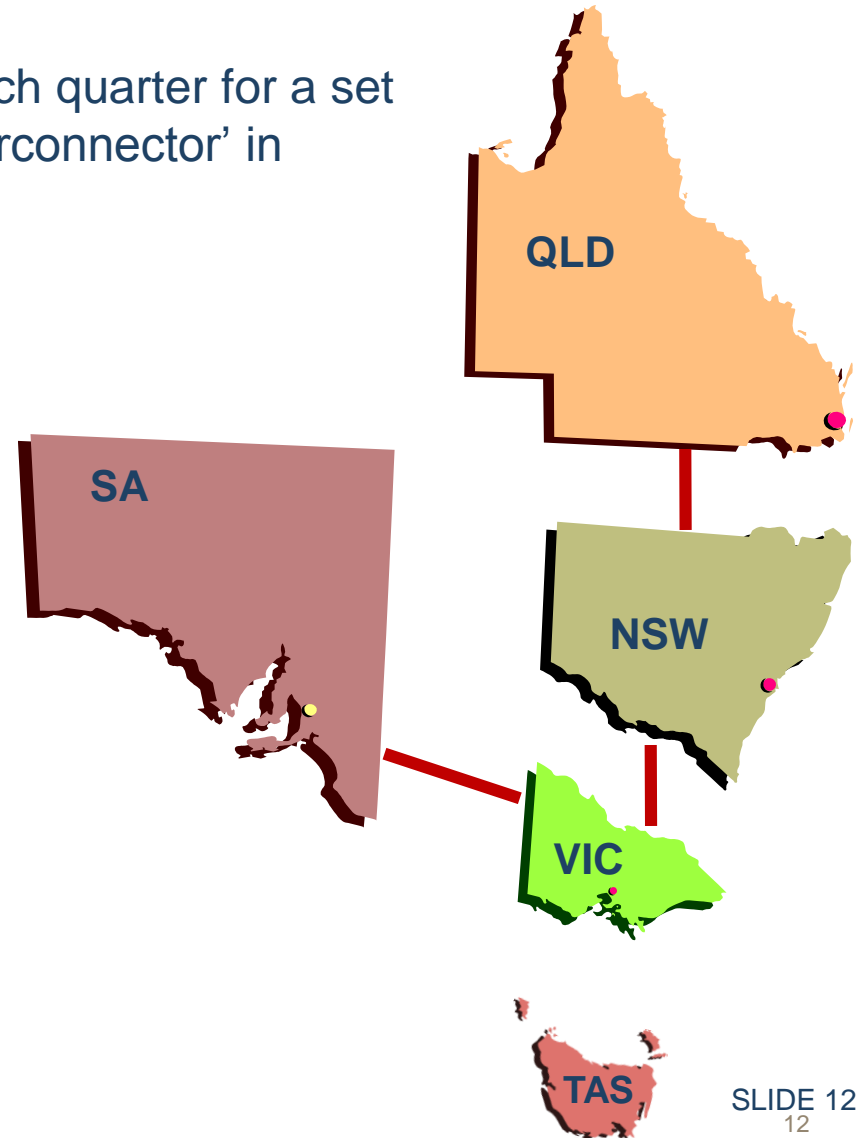 ch quarter for a set
rconnector’ in
QLD
SA
NSW
VIC
TAS
SLIDE 12
12